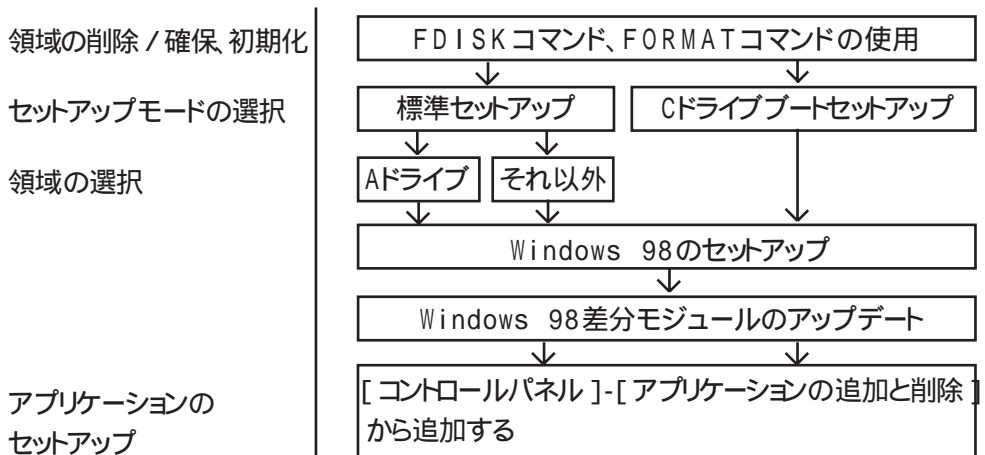 領域の削除/確保、初期化
FDISKコマンド、FORMATコマンドの使用
セットアップモードの選択
標準セットアップ
Cドライブブートセットアップ
領域の選択
Aドライブ
それ以外
Windows 98のセットアップ
Windows 98差分モジュールのアップデート
アプリケーションの
セットアップ
[コントロールパネル]-[アプリケーションの追加と削除]
から追加する